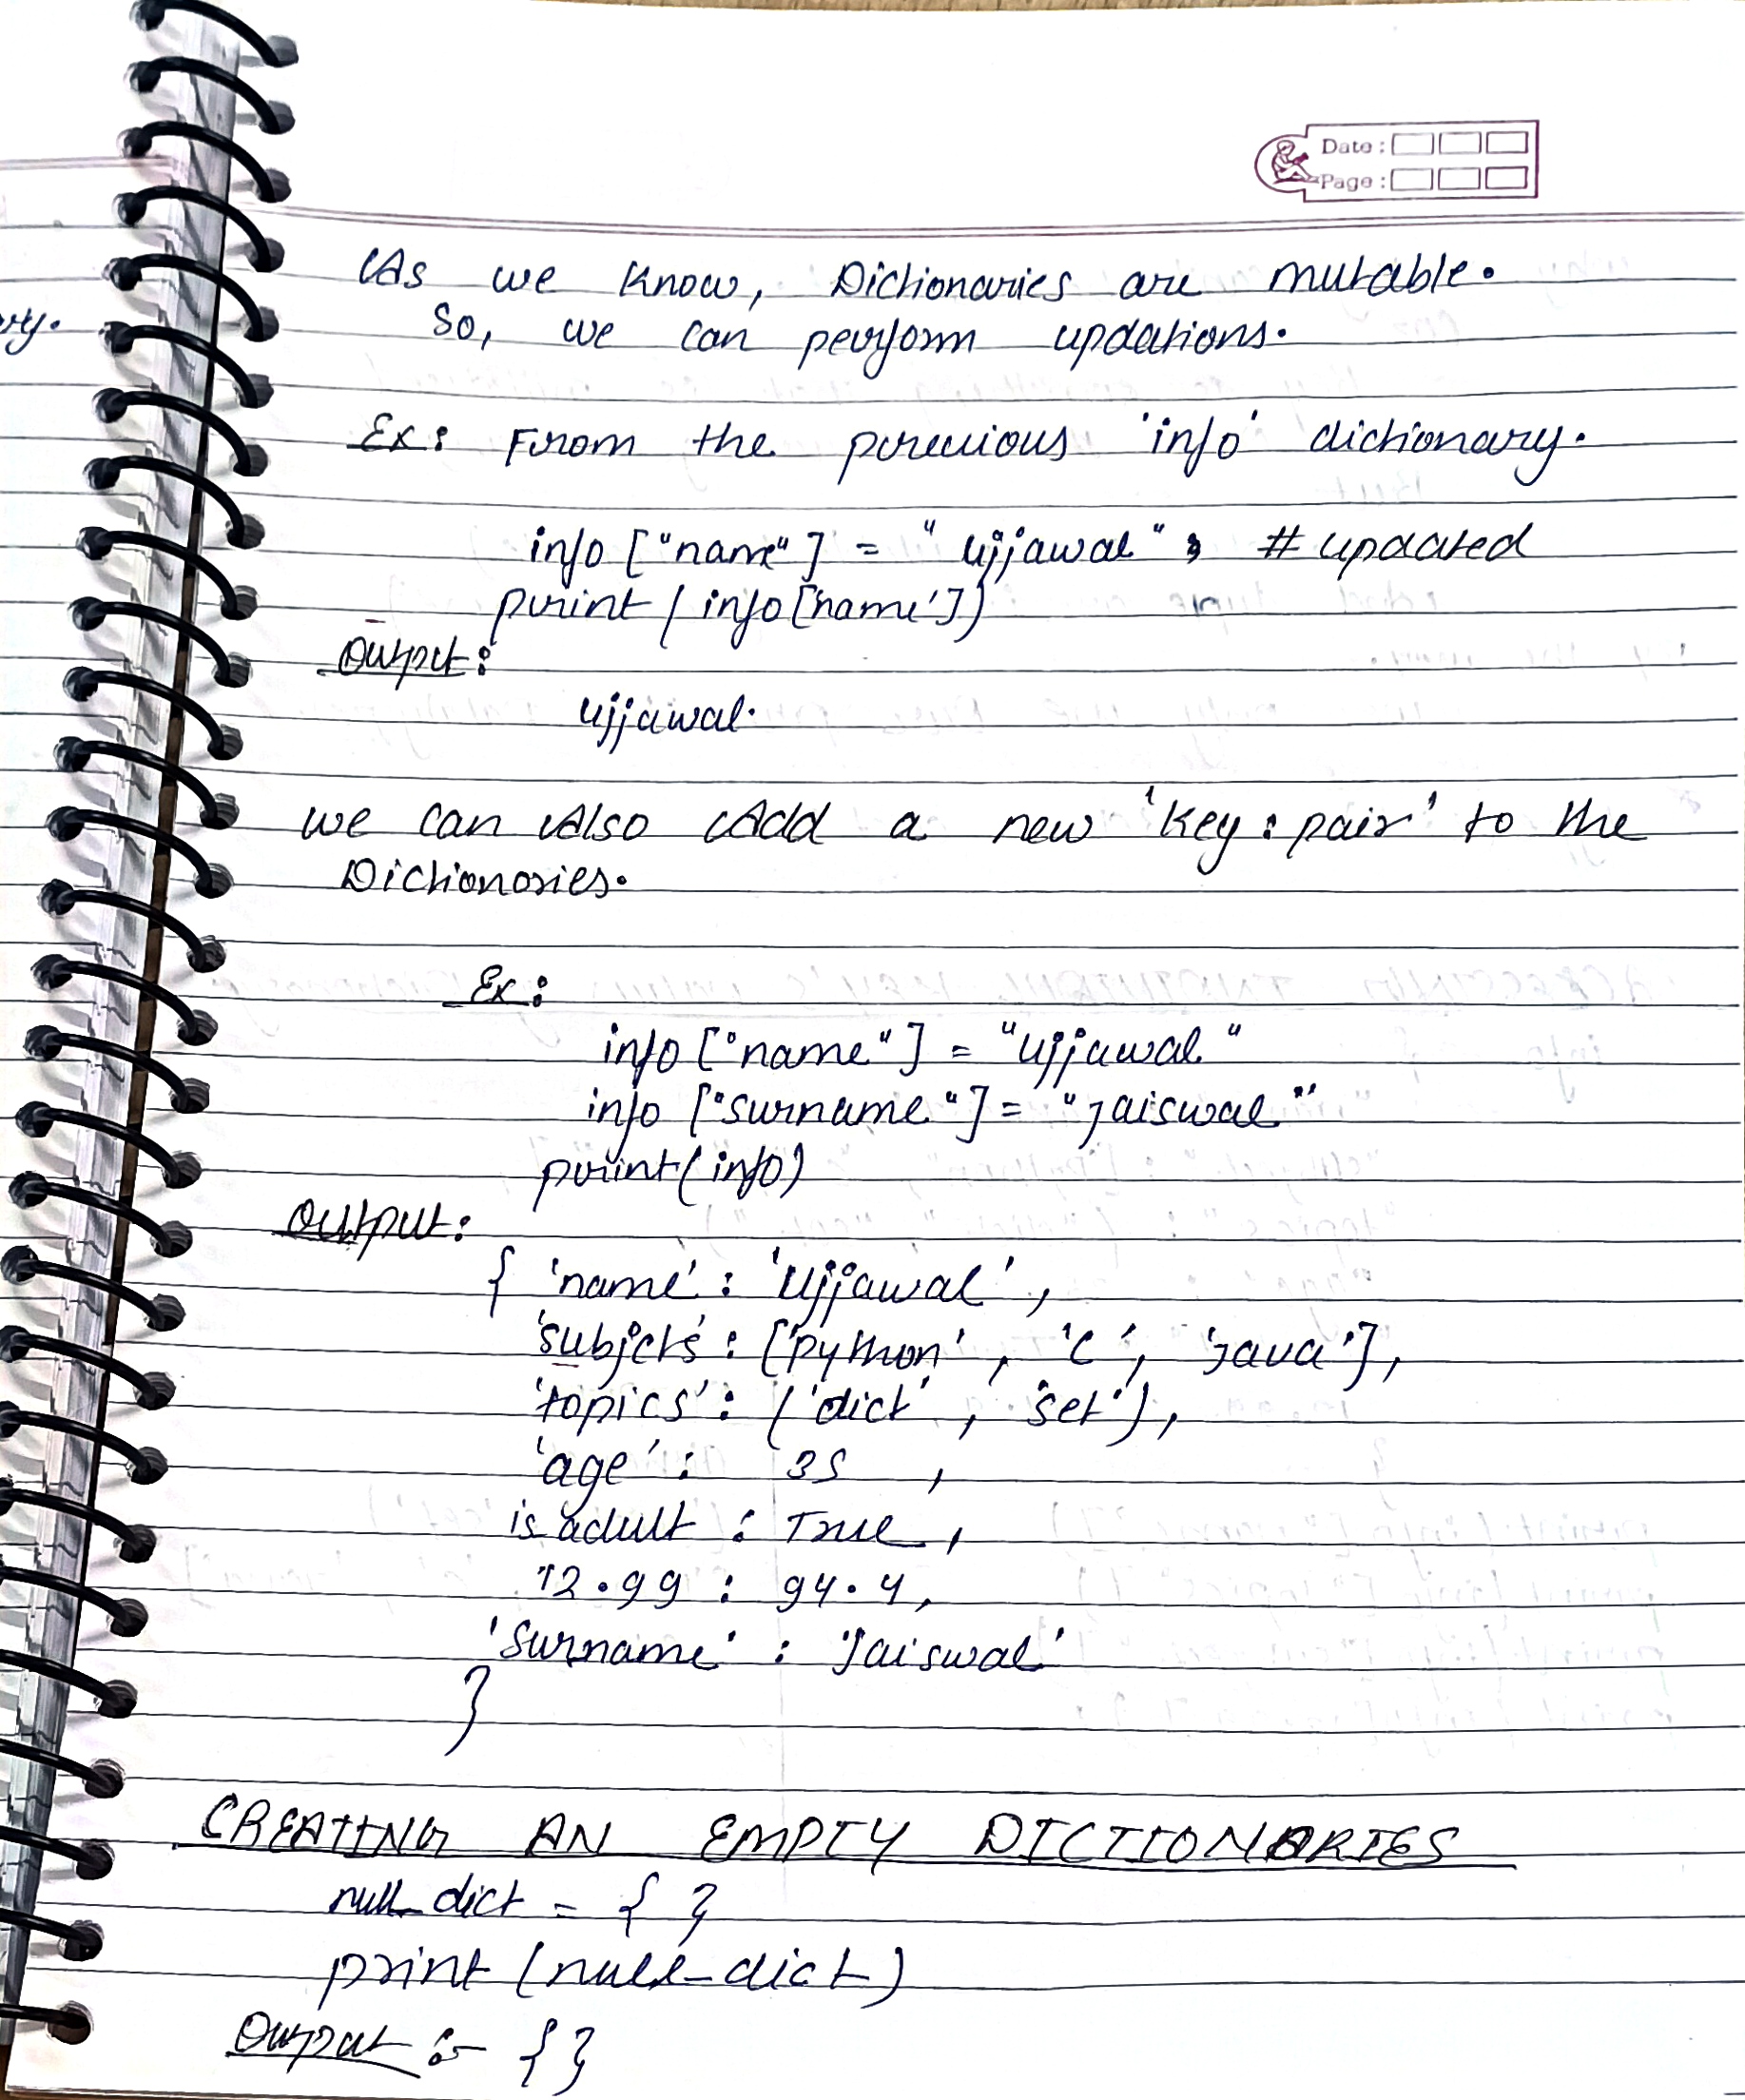 Date :
Page :
As we know, Dictionaries are mutable.
So, we can perform updations.
Ex: From the previous 'info' dictionary.
info ["name"] = "ujjawal" # updated
print (info['name'])
Output:
ujjawal.
we can Also Add a new 'key : pair' to the
Dictionories.
Ex:
info ["name"] = "ujjawal"
info ["surname"] = "Jaiswal"
print(info)
Output:
{ 'name' : 'Ujjawal' ,
'subjcts' : ['python' , 'C' , 'Java'],
'topics' : ('dict' , 'set'),
'age' : 35 ,
is adult : True ,
12.99 : 94.4,
'Surname' : 'Jaiswal'
}
CREATING AN EMPTY DICTIONARIES
null_dict = { }
print (null_dict)
Output :- { }